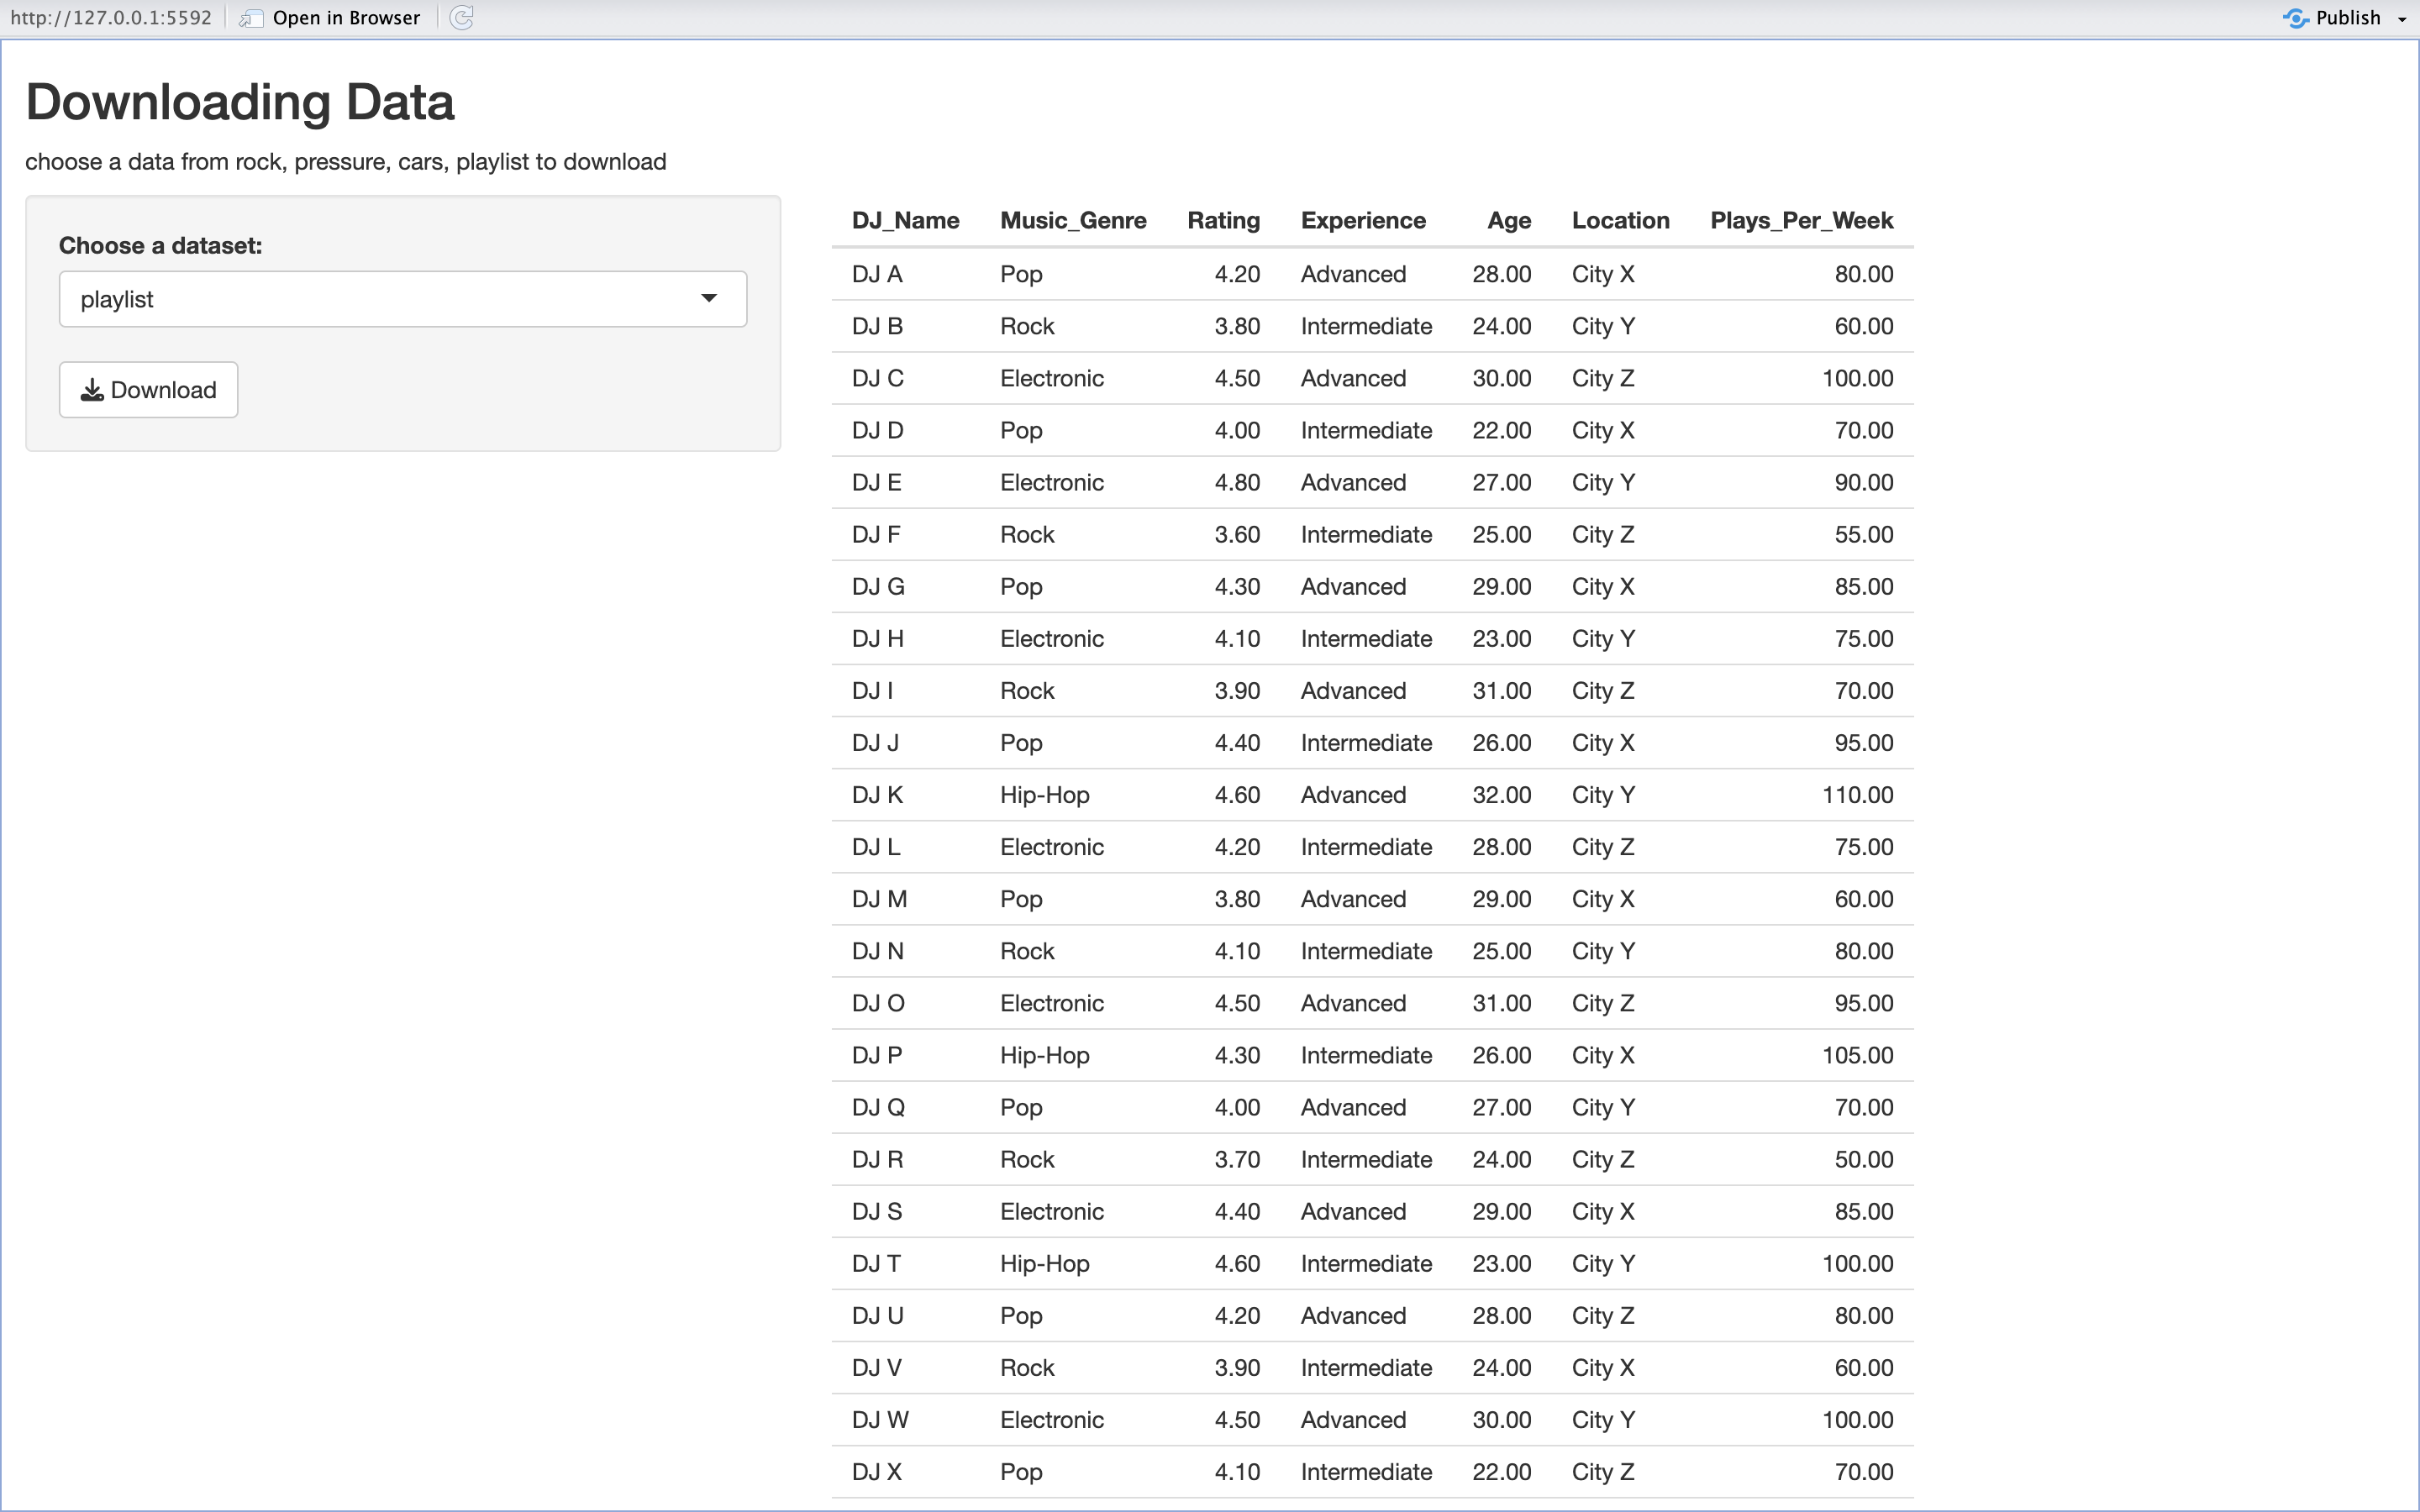 http://127.0.0.1:5592 Open in Browser Publish
Downloading Data
choose a data from rock, pressure, cars, playlist to download
Choose a dataset:
playlist
Download
DJ_Name Music_Genre Rating Experience Age Location Plays_Per_Week
DJ A Pop 4.20 Advanced 28.00 City X 80.00
DJ B Rock 3.80 Intermediate 24.00 City Y 60.00
DJ C Electronic 4.50 Advanced 30.00 City Z 100.00
DJ D Pop 4.00 Intermediate 22.00 City X 70.00
DJ E Electronic 4.80 Advanced 27.00 City Y 90.00
DJ F Rock 3.60 Intermediate 25.00 City Z 55.00
DJ G Pop 4.30 Advanced 29.00 City X 85.00
DJ H Electronic 4.10 Intermediate 23.00 City Y 75.00
DJ I Rock 3.90 Advanced 31.00 City Z 70.00
DJ J Pop 4.40 Intermediate 26.00 City X 95.00
DJ K Hip-Hop 4.60 Advanced 32.00 City Y 110.00
DJ L Electronic 4.20 Intermediate 28.00 City Z 75.00
DJ M Pop 3.80 Advanced 29.00 City X 60.00
DJ N Rock 4.10 Intermediate 25.00 City Y 80.00
DJ O Electronic 4.50 Advanced 31.00 City Z 95.00
DJ P Hip-Hop 4.30 Intermediate 26.00 City X 105.00
DJ Q Pop 4.00 Advanced 27.00 City Y 70.00
DJ R Rock 3.70 Intermediate 24.00 City Z 50.00
DJ S Electronic 4.40 Advanced 29.00 City X 85.00
DJ T Hip-Hop 4.60 Intermediate 23.00 City Y 100.00
DJ U Pop 4.20 Advanced 28.00 City Z 80.00
DJ V Rock 3.90 Intermediate 24.00 City X 60.00
DJ W Electronic 4.50 Advanced 30.00 City Y 100.00
DJ X Pop 4.10 Intermediate 22.00 City Z 70.00